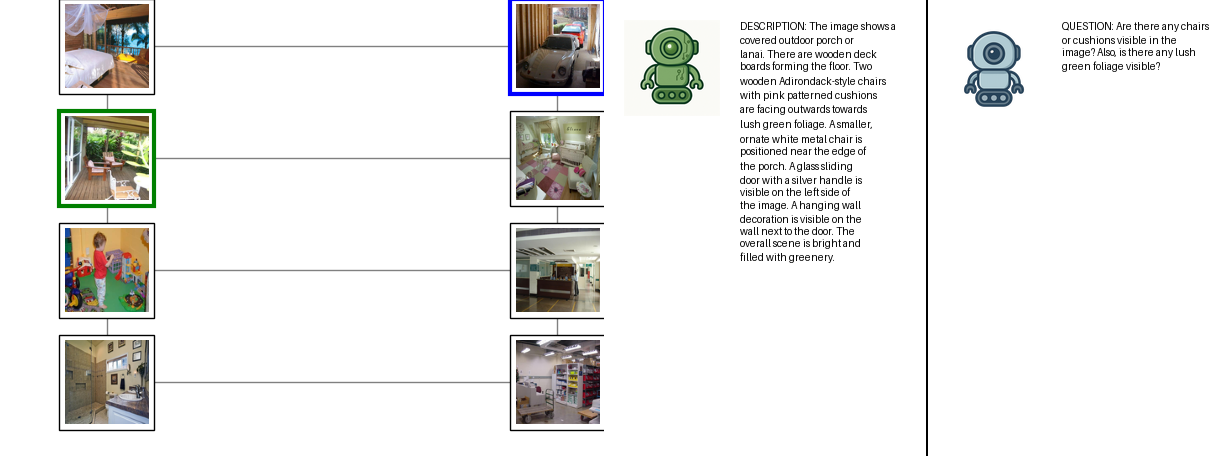 DESCRIPTION: The image shows a
covered outdoor porch or
lanai. There are wooden deck
boards forming the floor. Two
wooden Adirondack-style chairs
with pink patterned cushions
are facing outwards towards
lush green foliage. A smaller,
ornate white metal chair is
positioned near the edge of
the porch. A glass sliding
door with a silver handle is
visible on the left side of
the image. A hanging wall
decoration is visible on the
wall next to the door. The
overall scene is bright and
filled with greenery.
QUESTION: Are there any chairs
or cushions visible in the
image? Also, is there any lush
green foliage visible?